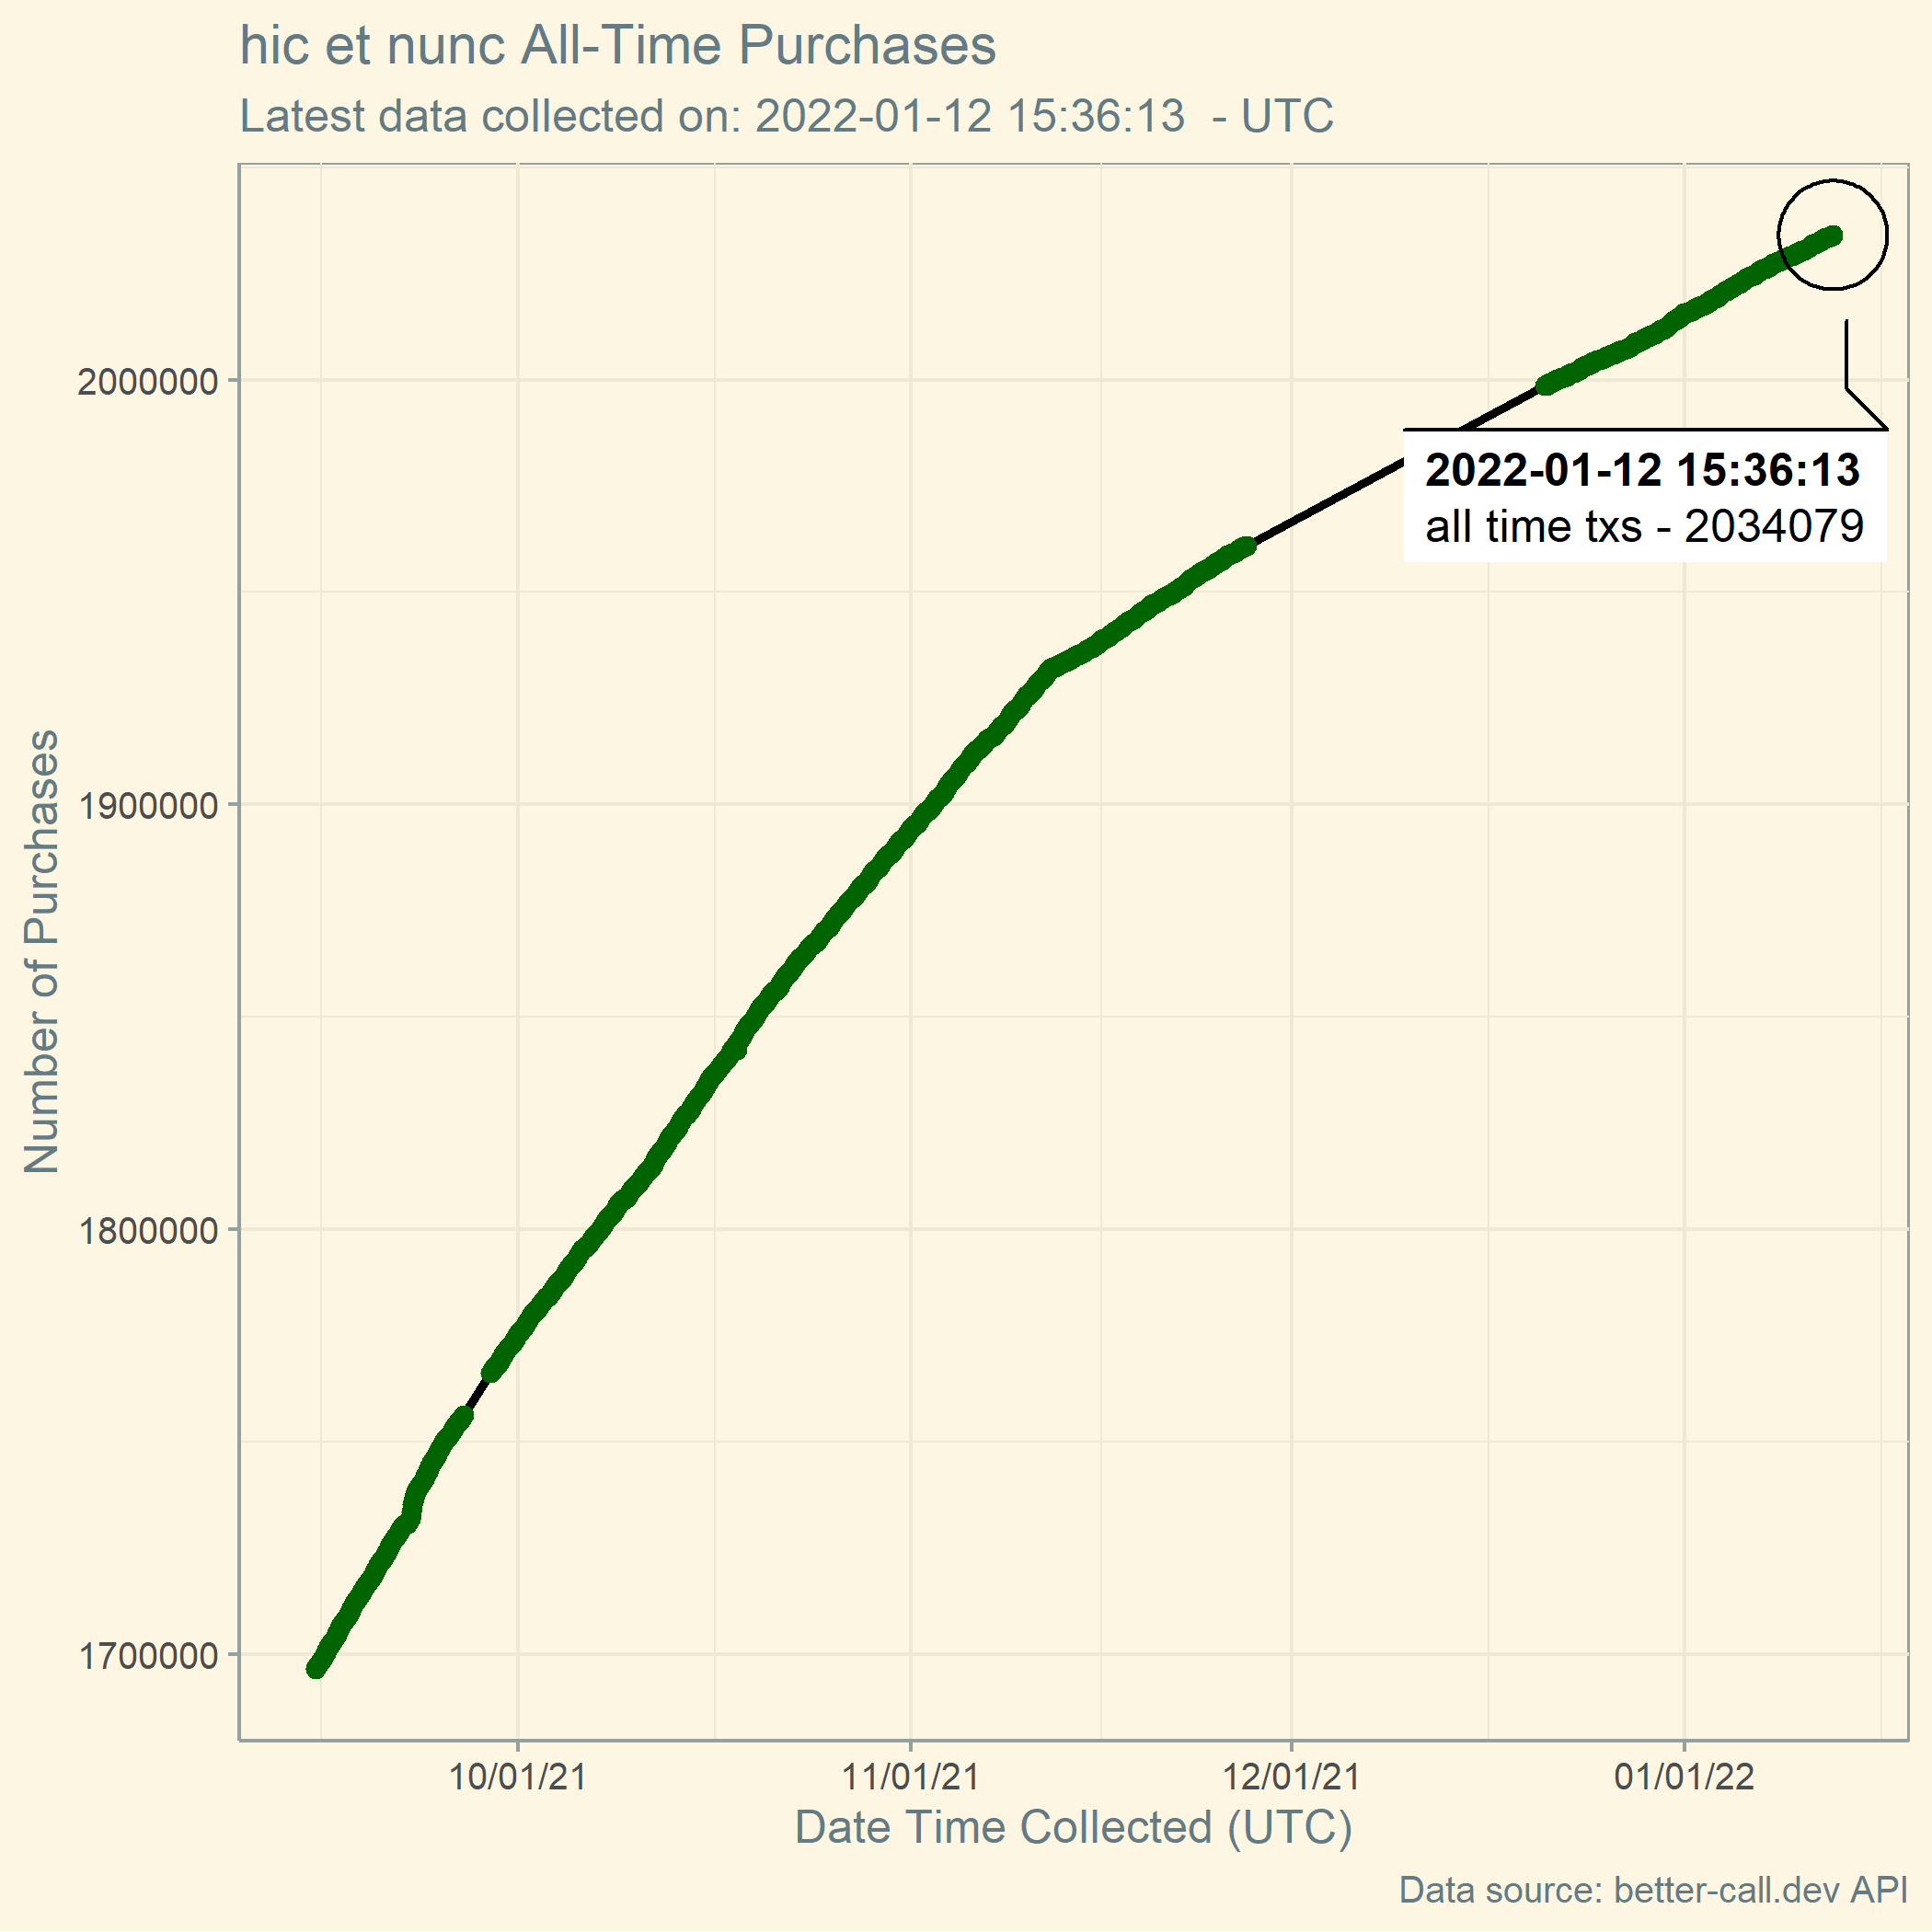 hic et nunc All-Time Purchases
Latest data collected on: 2022-01-12 15:36:13  - UTC
Number of Purchases
2000000
1900000
1800000
1700000
2022-01-12 15:36:13
all time txs - 2034079
10/01/21 11/01/21 12/01/21 01/01/22
Date Time Collected (UTC)
Data source: better-call.dev API